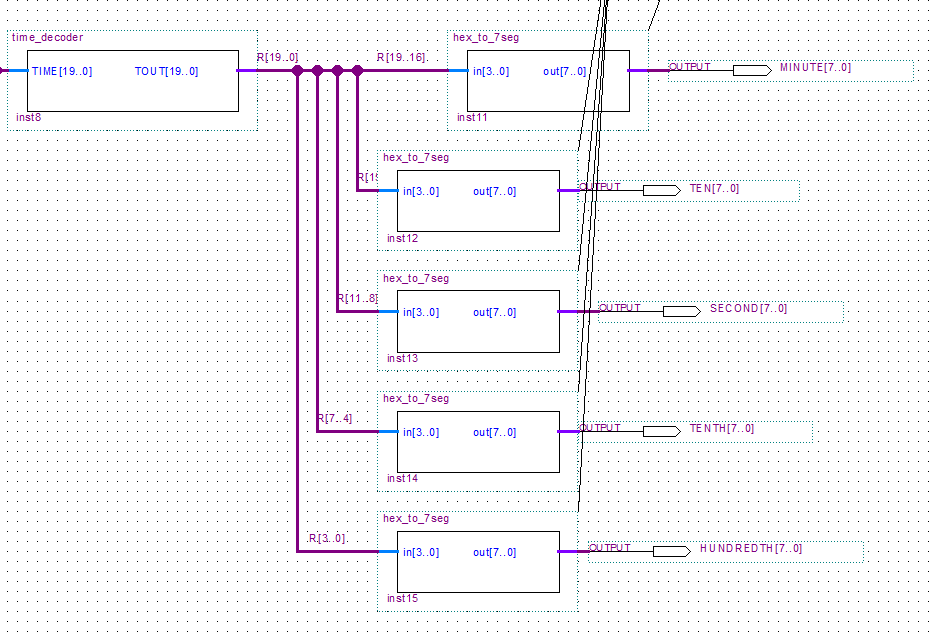 time_decoder
TIME[19..0] TOUT[19..0]
inst8
R[19..0]
R[19..16]
hex_to_7seg
in[3..0] out[7..0]
inst11
OUTPUT MINUTE[7..0]
hex_to_7seg
in[3..0] out[7..0]
inst12
OUTPUT TEN[7..0]
hex_to_7seg
R[11..8]
in[3..0] out[7..0]
inst13
OUTPUT SECOND[7..0]
hex_to_7seg
R[7..4]
in[3..0] out[7..0]
inst14
OUTPUT TENTH[7..0]
hex_to_7seg
R[3..0]
in[3..0] out[7..0]
inst15
OUTPUT HUNDREDTH[7..0]